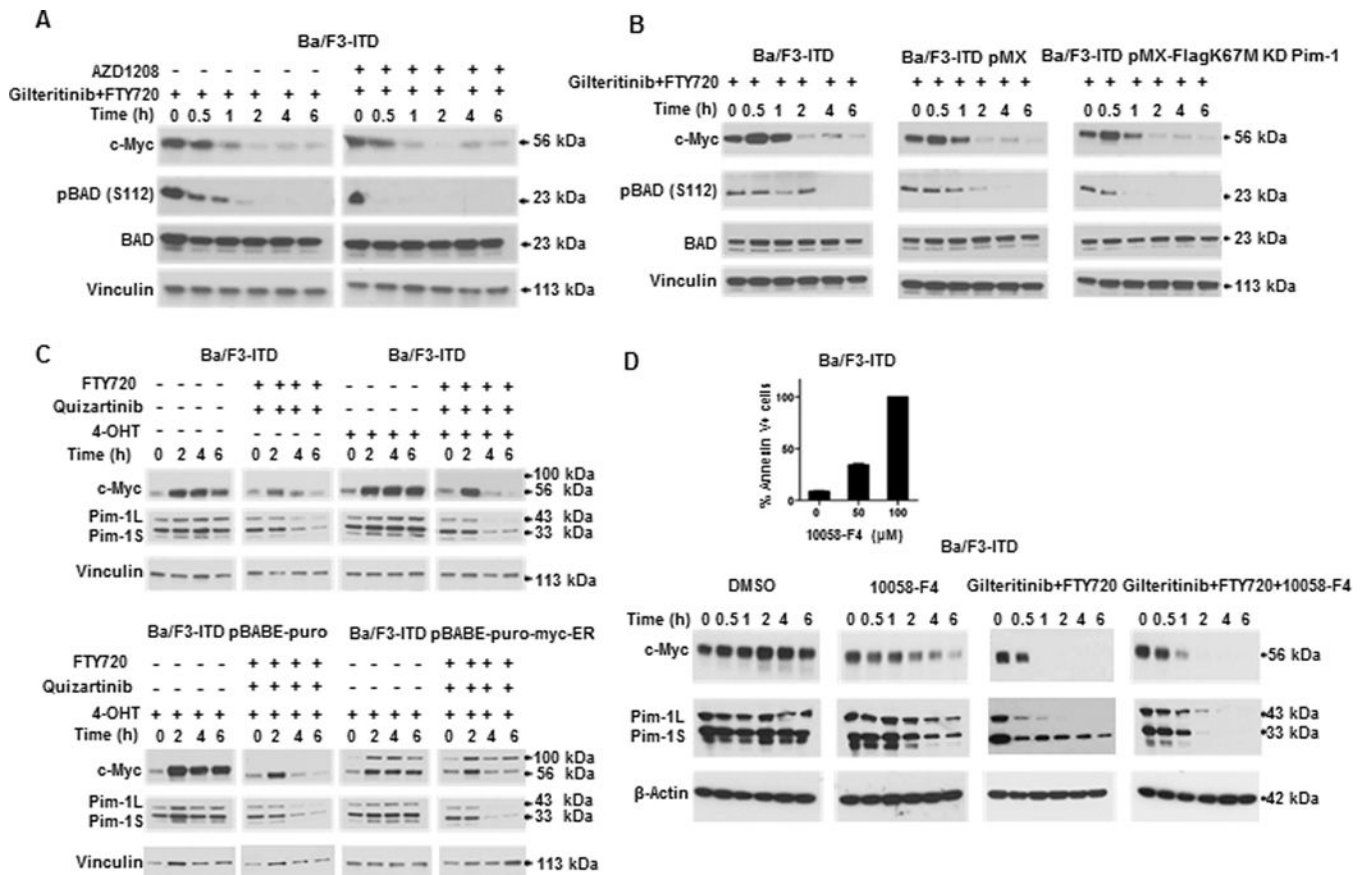 A
Ba/F3-ITD
AZD1208 - - - - - - + + + + + +
Gilteritinib+FTY720 + + + + + + + + + + + +
Time (h) 0 0.5 1 2 4 6 0 0.5 1 2 4 6
c-Myc 56 kDa
pBAD (S112) 23 kDa
BAD 23 kDa
Vinculin 113 kDa
B
Ba/F3-ITD Ba/F3-ITD pMX Ba/F3-ITD pMX-FlagK67M KD Pim-1
Gilteritinib+FTY720 + + + + + + + + + + + + + + + + + +
Time (h) 0 0.5 1 2 4 6 0 0.5 1 2 4 6 0 0.5 1 2 4 6
c-Myc 56 kDa
pBAD (S112) 23 kDa
BAD 23 kDa
Vinculin 113 kDa
C
Ba/F3-ITD Ba/F3-ITD
FTY720 - - - - + + + + - - - - + + + +
Quizartinib - - - - + + + + - - - - + + + +
4-OHT - - - - - - - - + + + + + + + +
Time (h) 0 2 4 6 0 2 4 6 0 2 4 6 0 2 4 6
100 kDa
c-Myc 56 kDa
Pim-1L 43 kDa
Pim-1S 33 kDa
Vinculin 113 kDa
Ba/F3-ITD pBABE-puro Ba/F3-ITD pBABE-puro-myc-ER
FTY720 - - - - + + + + - - - - + + + +
Quizartinib - - - - + + + + - - - - + + + +
4-OHT + + + + + + + + + + + + + + + +
Time (h) 0 2 4 6 0 2 4 6 0 2 4 6 0 2 4 6
100 kDa
c-Myc 56 kDa
Pim-1L 43 kDa
Pim-1S 33 kDa
Vinculin 113 kDa
D
Ba/F3-ITD
% Annexin V+ cells
100
50
0
0 50 100
10058-F4 (µM)
Ba/F3-ITD
DMSO 10058-F4 Gilteritinib+FTY720 Gilteritinib+FTY720+10058-F4
Time (h) 0 0.5 1 2 4 6 0 0.5 1 2 4 6 0 0.5 1 2 4 6 0 0.5 1 2 4 6
c-Myc 56 kDa
Pim-1L 43 kDa
Pim-1S 33 kDa
β-Actin 42 kDa